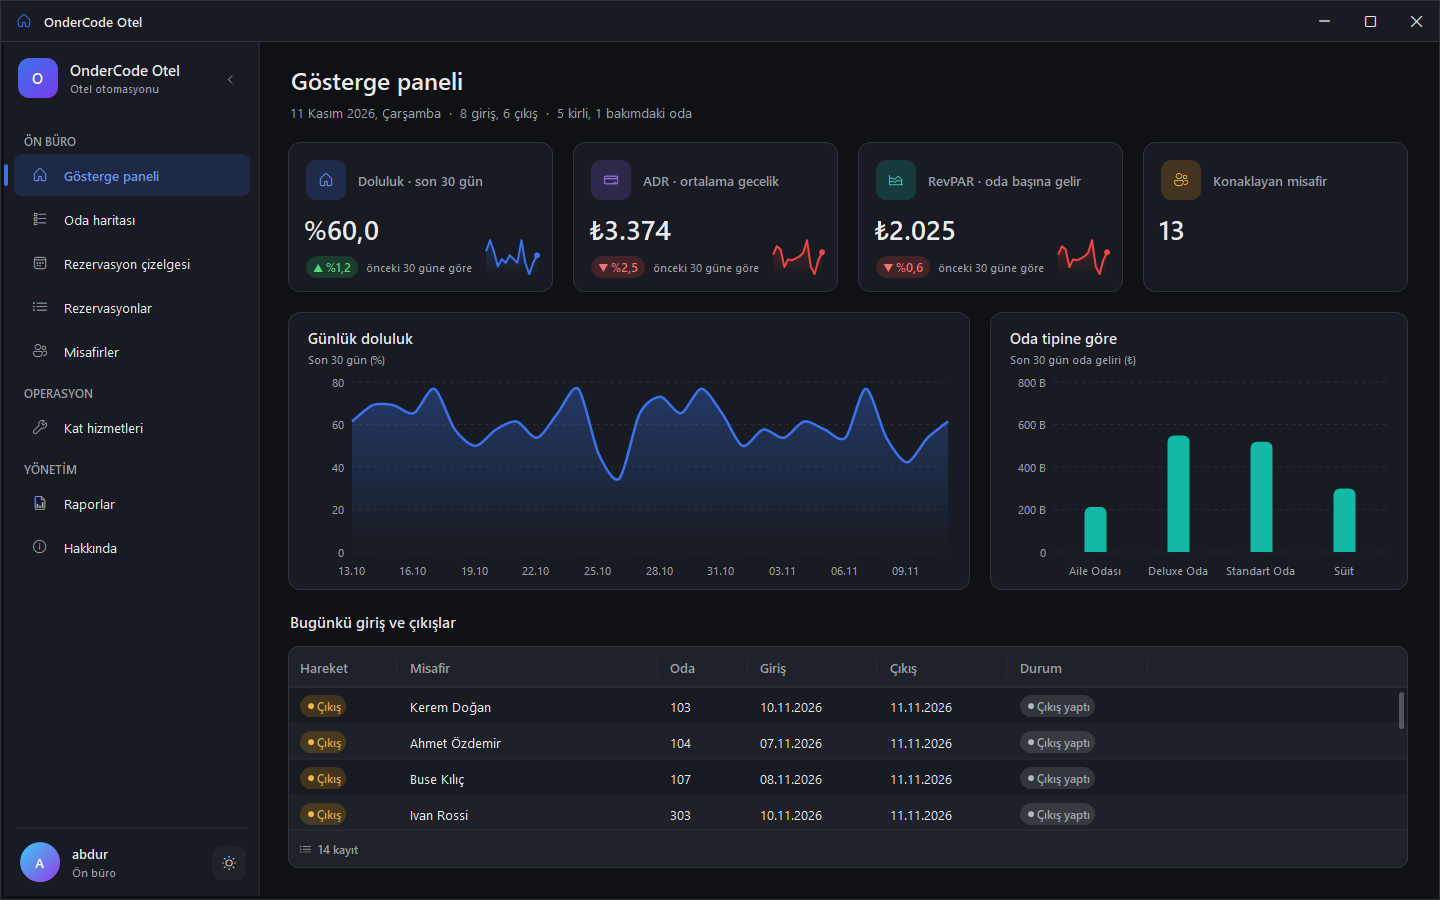 OnderCode Otel
O
OnderCode Otel
Otel otomasyonu
ÖN BÜRO
Gösterge paneli
Oda haritası
Rezervasyon çizelgesi
Rezervasyonlar
Misafirler
OPERASYON
Kat hizmetleri
YÖNETİM
Raporlar
Hakkında
A
abdur
Ön büro
Gösterge paneli
11 Kasım 2026, Çarşamba · 8 giriş, 6 çıkış · 5 kirli, 1 bakımdaki oda
Doluluk · son 30 gün
%60,0
▲ %1,2 önceki 30 güne göre
ADR · ortalama gecelik
₺3.374
▼ %2,5 önceki 30 güne göre
RevPAR · oda başına gelir
₺2.025
▼ %0,6 önceki 30 güne göre
Konaklayan misafir
13
Günlük doluluk
Son 30 gün (%)
80
60
40
20
0
13.10 16.10 19.10 22.10 25.10 28.10 31.10 03.11 06.11 09.11
Oda tipine göre
Son 30 gün oda geliri (₺)
800 B
600 B
400 B
200 B
0
Aile Odası Deluxe Oda Standart Oda Süit
Bugünkü giriş ve çıkışlar
Hareket Misafir Oda Giriş Çıkış Durum
Çıkış Kerem Doğan 103 10.11.2026 11.11.2026 Çıkış yaptı
Çıkış Ahmet Özdemir 104 07.11.2026 11.11.2026 Çıkış yaptı
Çıkış Buse Kılıç 107 08.11.2026 11.11.2026 Çıkış yaptı
Çıkış Ivan Rossi 303 10.11.2026 11.11.2026 Çıkış yaptı
14 kayıt